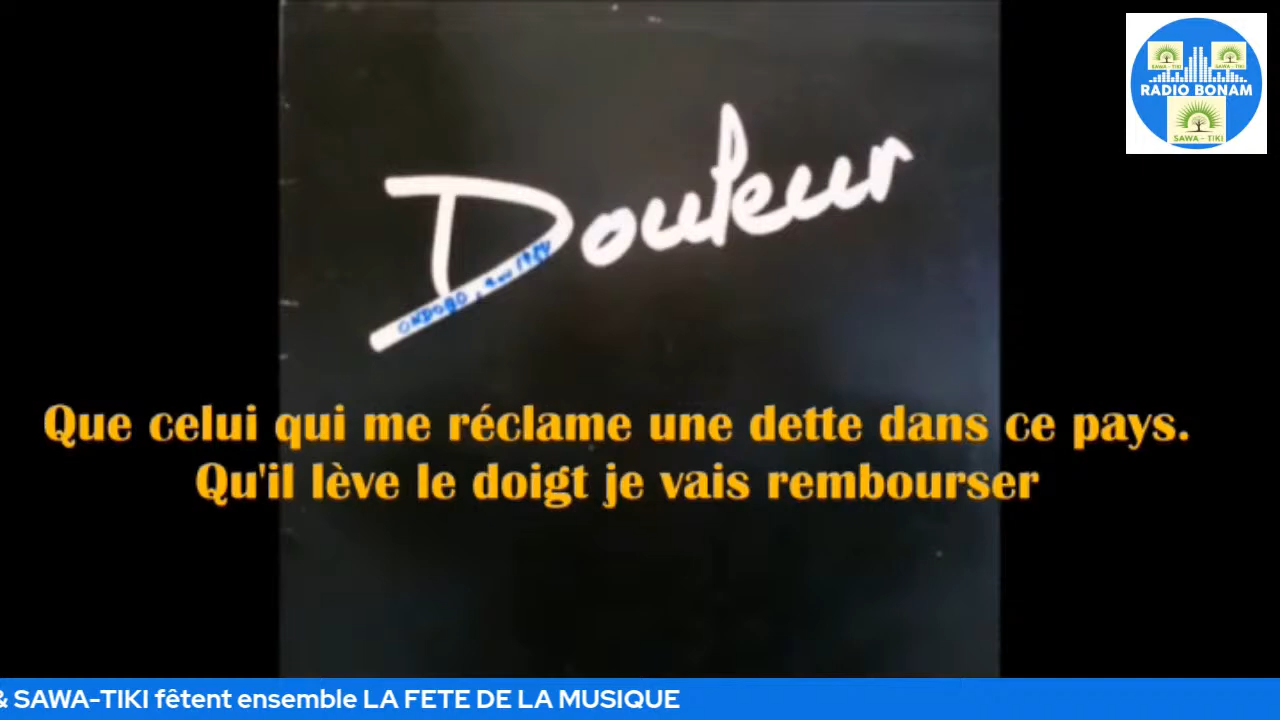 SAWA - TIKI
SAWA - TIKI
RADIO BONAM
SAWA - TIKI
Douleur
ONDOBO
Que celui qui me réclame une dette dans ce pays.
Qu'il lève le doigt je vais rembourser
& SAWA-TIKI fêtent ensemble LA FETE DE LA MUSIQUE